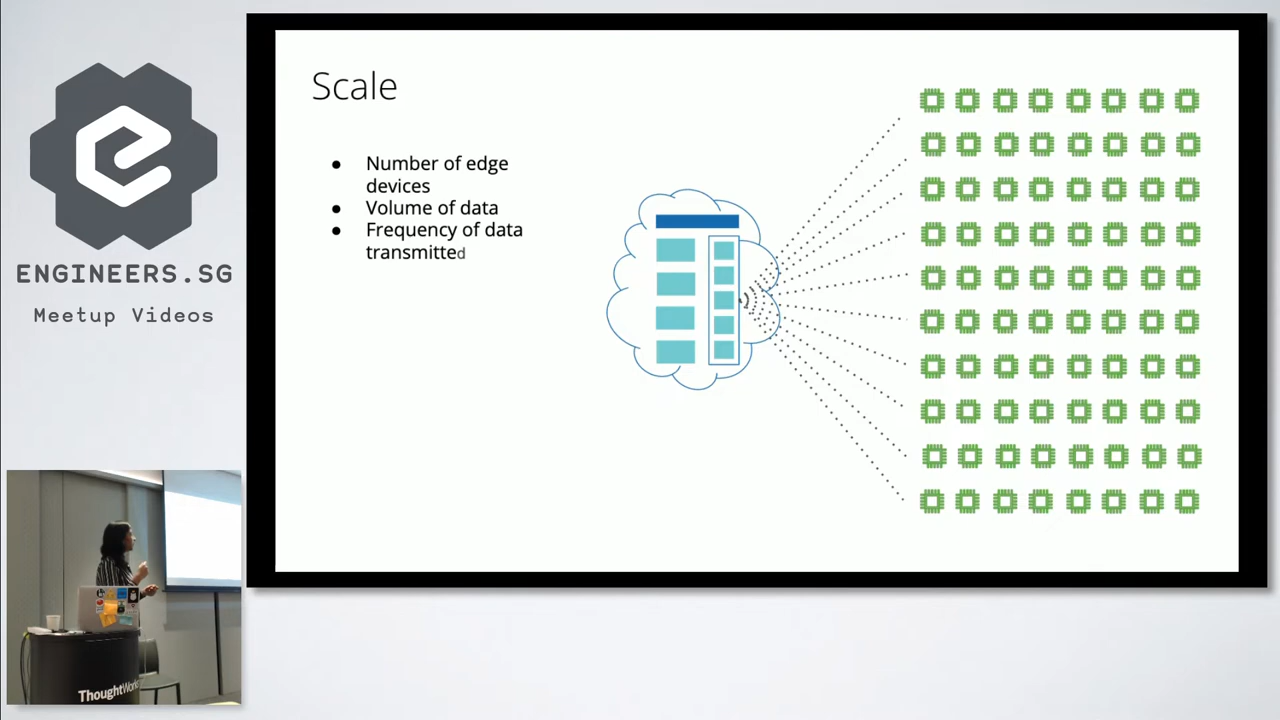 ENGINEERS.SG
Meetup Videos
Scale
● Number of edge
devices
● Volume of data
● Frequency of data
transmitted
ThoughtWorks